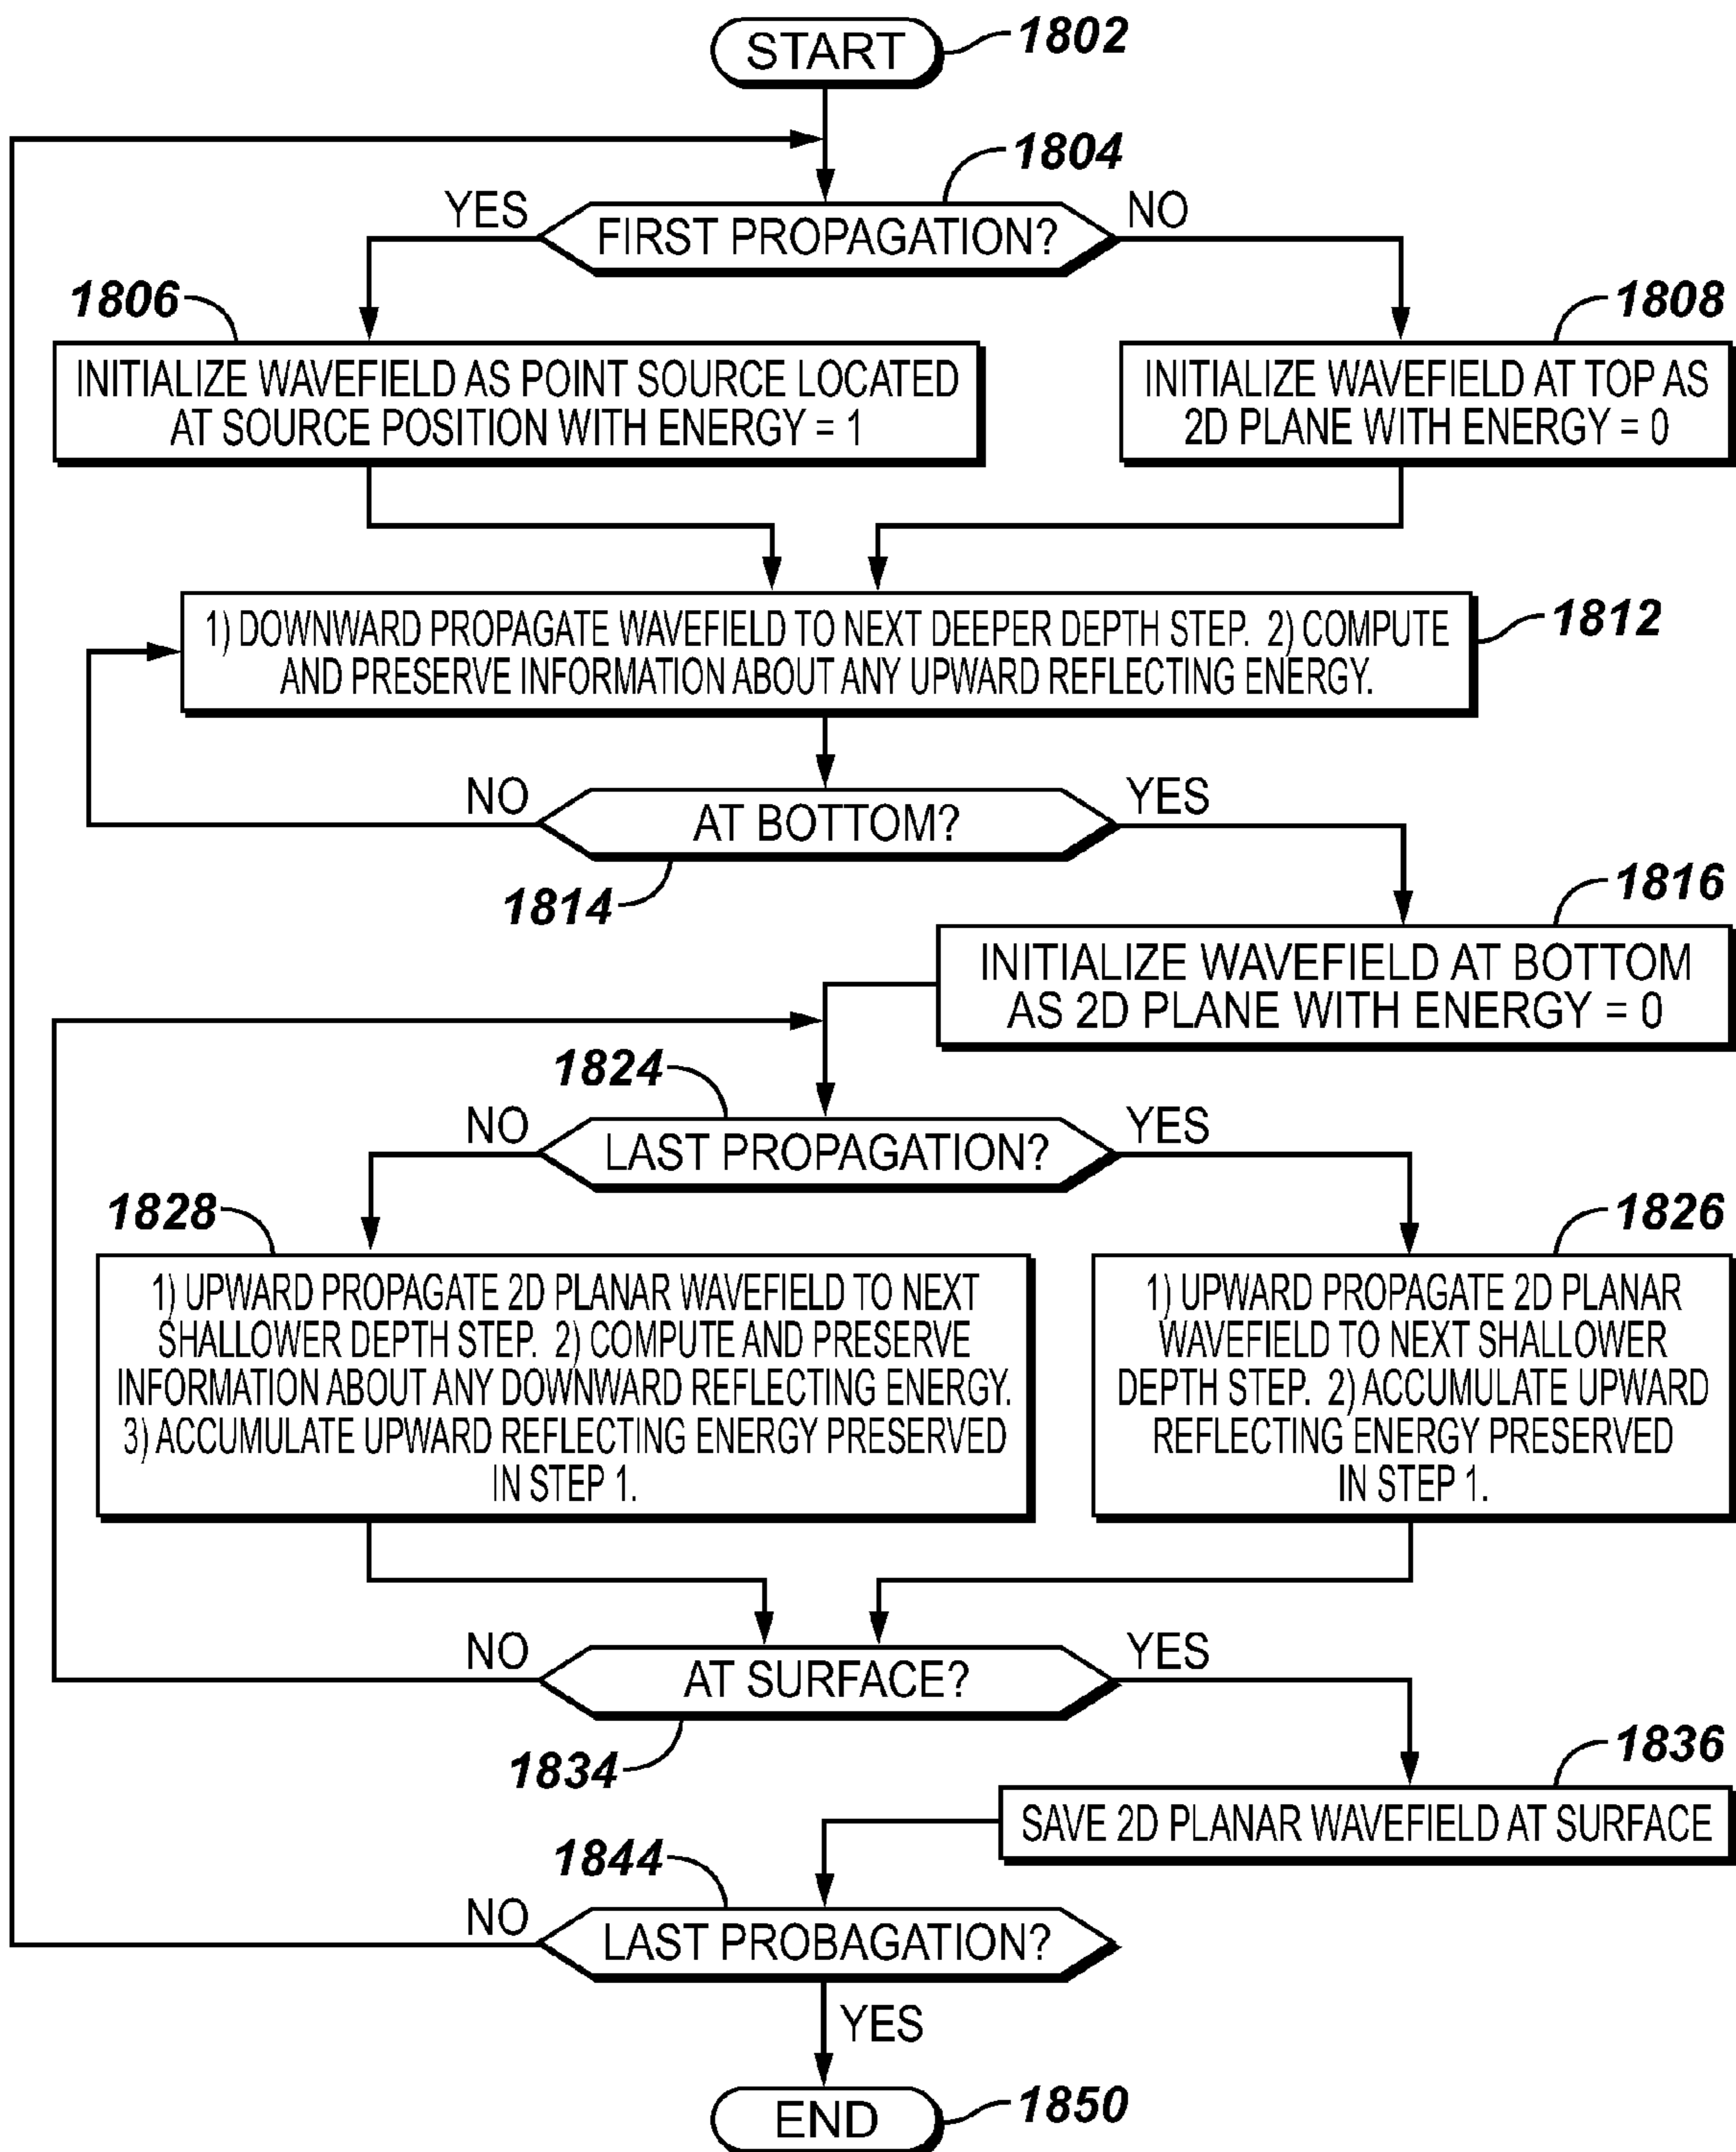 START
1802
1804
YES
FIRST PROPAGATION?
NO
1806
1808
INITIALIZE WAVEFIELD AS POINT SOURCE LOCATED
AT SOURCE POSITION WITH ENERGY = 1
INITIALIZE WAVEFIELD AT TOP AS
2D PLANE WITH ENERGY = 0
1) DOWNWARD PROPAGATE WAVEFIELD TO NEXT DEEPER DEPTH STEP. 2) COMPUTE
AND PRESERVE INFORMATION ABOUT ANY UPWARD REFLECTING ENERGY.
1812
NO
AT BOTTOM?
YES
1814
1816
INITIALIZE WAVEFIELD AT BOTTOM
AS 2D PLANE WITH ENERGY = 0
1824
NO
LAST PROPAGATION?
YES
1828
1826
1) UPWARD PROPAGATE 2D PLANAR WAVEFIELD TO NEXT
SHALLOWER DEPTH STEP. 2) COMPUTE AND PRESERVE
INFORMATION ABOUT ANY DOWNWARD REFLECTING ENERGY.
3) ACCUMULATE UPWARD REFLECTING ENERGY PRESERVED
IN STEP 1.
1) UPWARD PROPAGATE 2D PLANAR
WAVEFIELD TO NEXT SHALLOWER
DEPTH STEP. 2) ACCUMULATE UPWARD
REFLECTING ENERGY PRESERVED
IN STEP 1.
NO
AT SURFACE?
YES
1834
1836
SAVE 2D PLANAR WAVEFIELD AT SURFACE
1844
NO
LAST PROBAGATION?
YES
END
1850